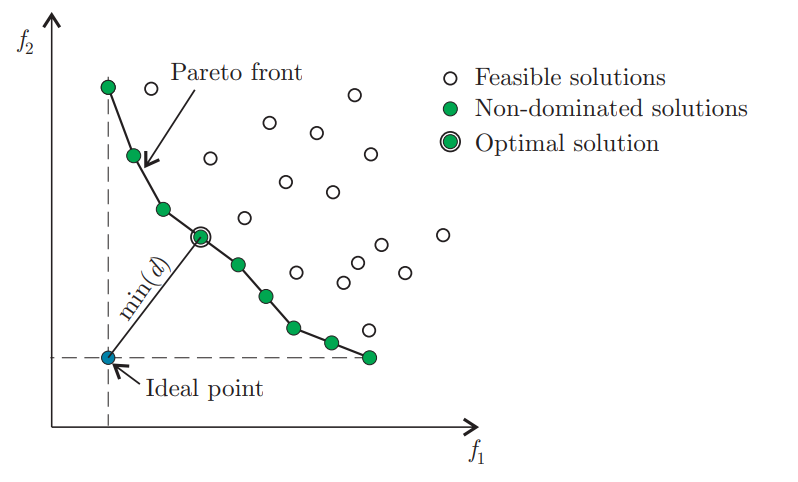 f2
Pareto front
Feasible solutions
Non-dominated solutions
Optimal solution
min(d)
Ideal point
f1